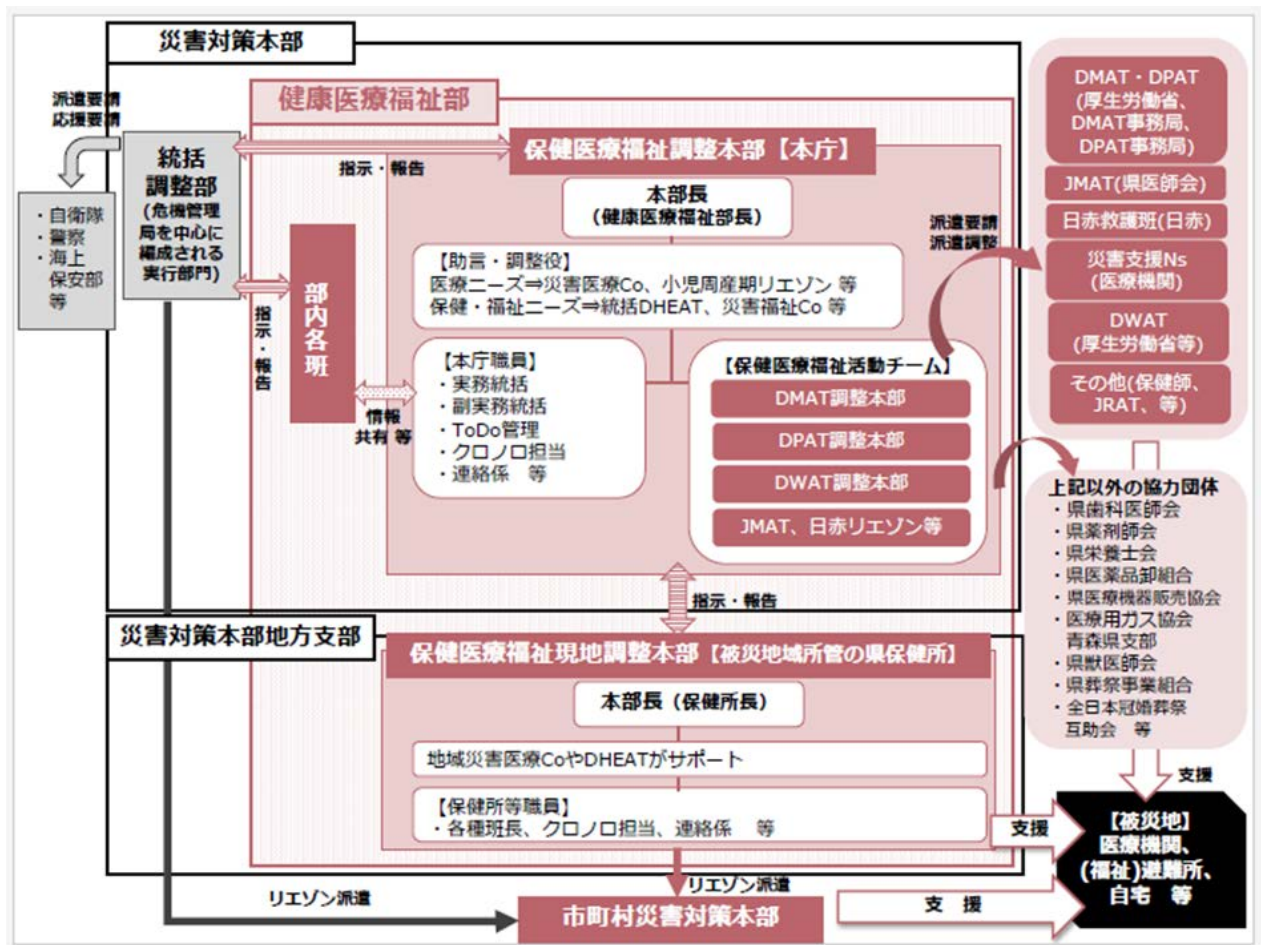 災害対策本部
派遣要請
応援要請
統括
調整部
(危機管理
局を中心に
編成される
実行部門)
・自衛隊
・警察
・海上
保安部
等
健康医療福祉部
指示・報告
指示・報告
部内各班
情報
共有 等
保健医療福祉調整本部【本庁】
本部長
(健康医療福祉部長)
【助言・調整役】
医療ニーズ⇒災害医療Co、小児周産期リエゾン 等
保健・福祉ニーズ⇒統括DHEAT、災害福祉Co 等
【本庁職員】
・実務統括
・副実務統括
・ToDo管理
・クロノロ担当
・連絡係 等
【保健医療福祉活動チーム】
DMAT調整本部
DPAT調整本部
DWAT調整本部
JMAT、日赤リエゾン等
派遣要請
派遣調整
DMAT・DPAT
(厚生労働省、
DMAT事務局、
DPAT事務局)
JMAT(県医師会)
日赤救護班(日赤)
災害支援Ns
(医療機関)
DWAT
(厚生労働省等)
その他(保健師、
JRAT、等)
上記以外の協力団体
・県歯科医師会
・県薬剤師会
・県栄養士会
・県医薬品卸組合
・県医療機器販売協会
・医療用ガス協会
青森県支部
・県獣医師会
・県葬祭事業組合
・全日本冠婚葬祭
互助会 等
支援
指示・報告
災害対策本部地方支部
保健医療福祉現地調整本部【被災地域所管の県保健所】
本部長(保健所長)
地域災害医療CoやDHEATがサポート
【保健所等職員】
・各種班長、クロノロ担当、連絡係 等
支援
【被災地】
医療機関、
(福祉)避難所、
自宅 等
リエゾン派遣
リエゾン派遣
市町村災害対策本部
支 援